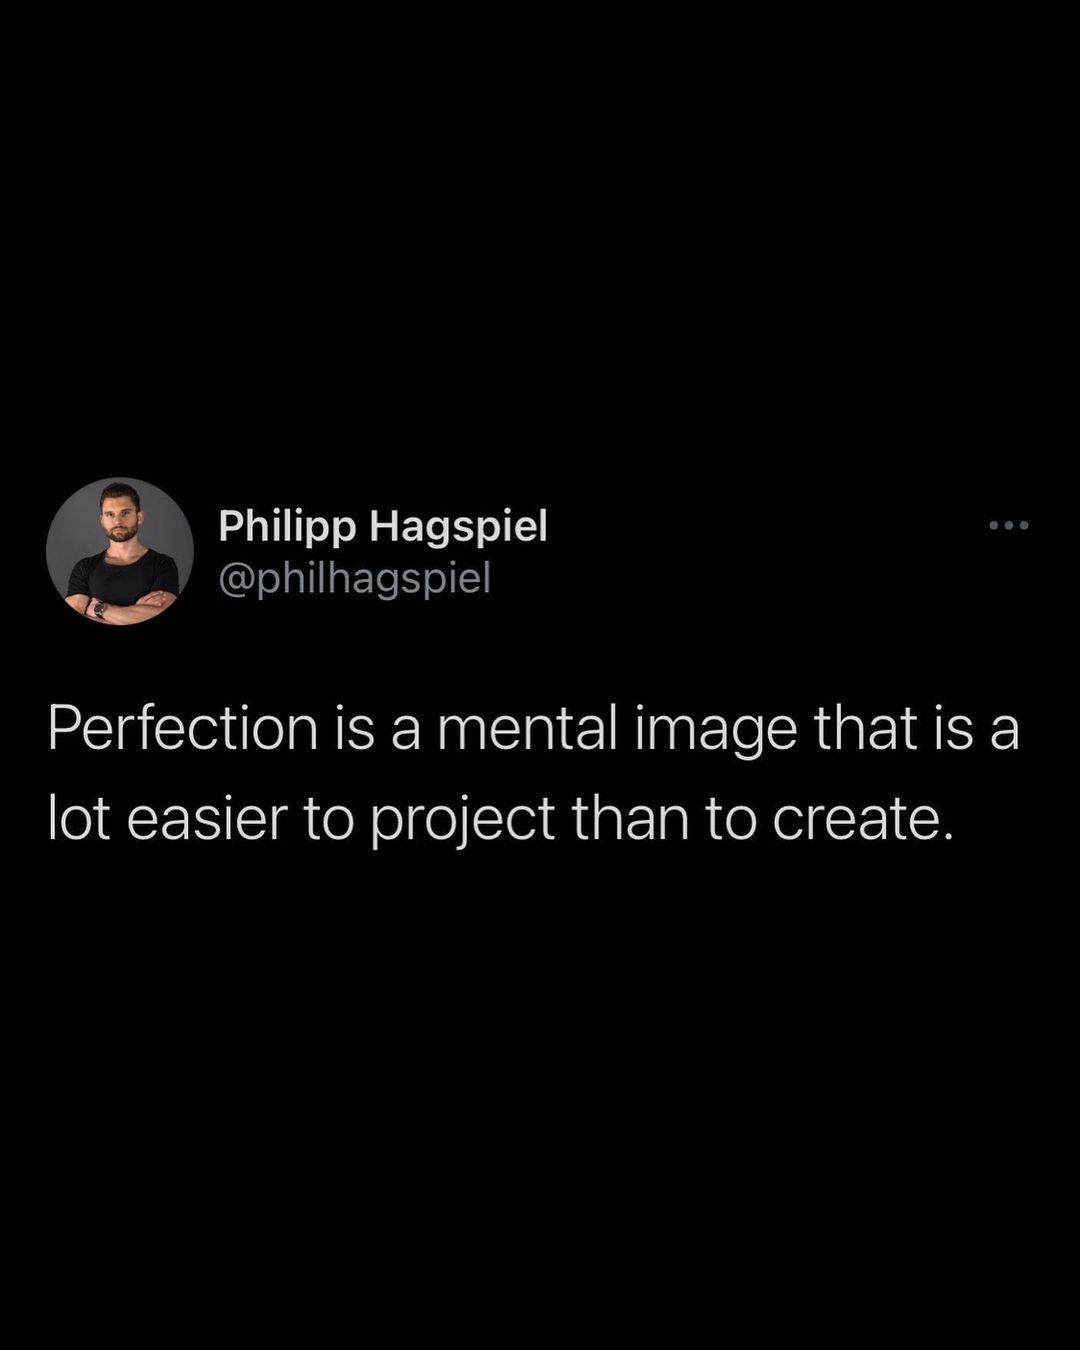 Philipp Hagspiel
@philhagspiel
Perfection is a mental image that is a
lot easier to project than to create.